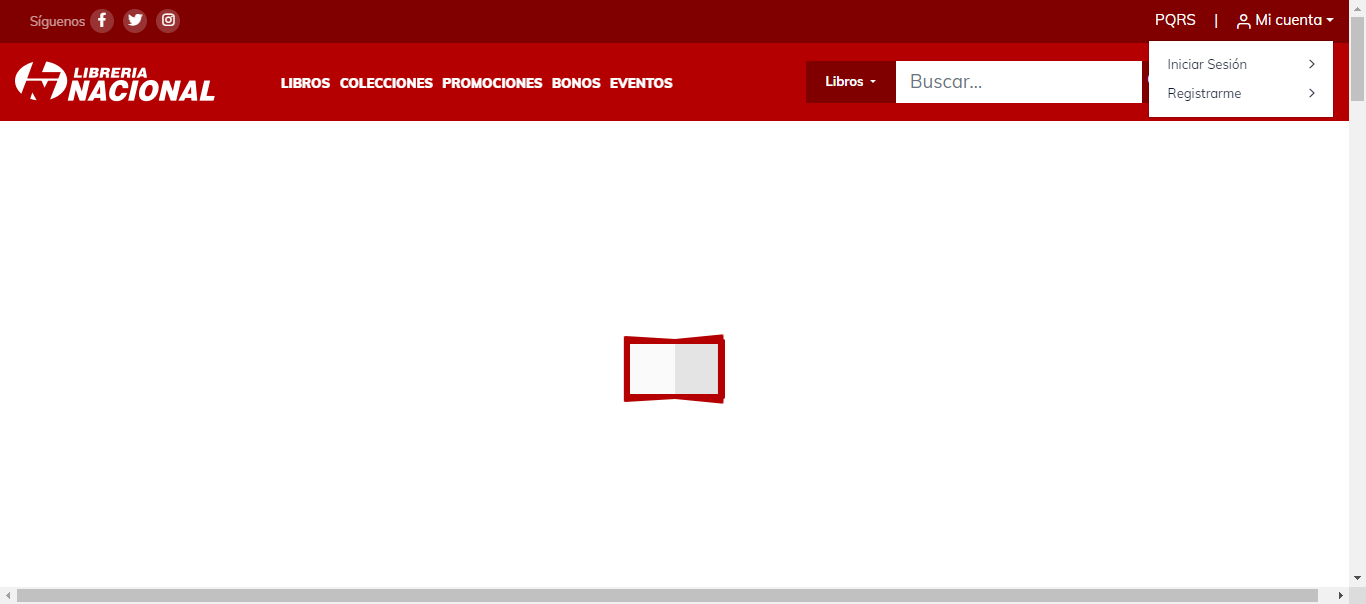 Síguenos
PQRS | Mi cuenta
Iniciar Sesión
Registrarme
LIBRERIA
NACIONAL
LIBROS COLECCIONES PROMOCIONES BONOS EVENTOS
Libros
Buscar...